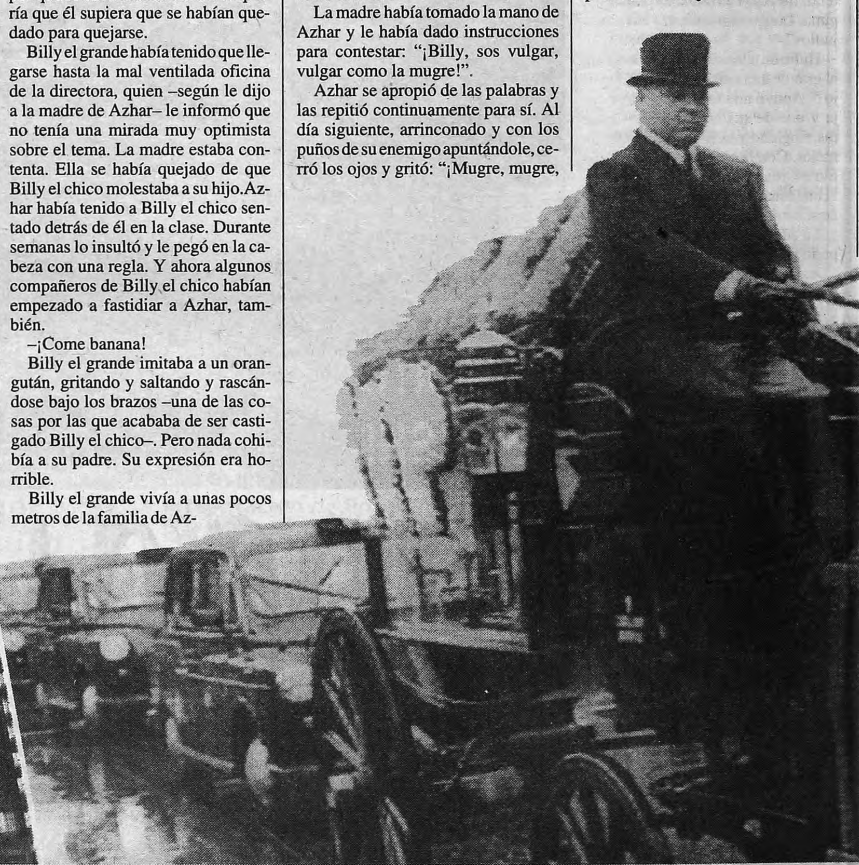 ría que él supiera que se habían que-
dado para quejarse.
Billy el grande había tenido que lle-
garse hasta la mal ventilada oficina
de la directora, quien –según le dijo
a la madre de Azhar– le informó que
no tenía una mirada muy optimista
sobre el tema. La madre estaba con-
tenta. Ella se había quejado de que
Billy el chico molestaba a su hijo.Az-
har había tenido a Billy el chico sen-
tado detrás de él en la clase. Durante
semanas lo insultó y le pegó en la ca-
beza con una regla. Y ahora algunos
compañeros de Billy el chico habían
empezado a fastidiar a Azhar, tam-
bién.
–¡Come banana!
Billy el grande imitaba a un oran-
gután, gritando y saltando y rascán-
dose bajo los brazos –una de las co-
sas por las que acababa de ser casti-
gado Billy el chico–. Pero nada cohi-
bía a su padre. Su expresión era ho-
rrible.
Billy el grande vivía a unas pocos
metros de la familia de Az-
La madre había tomado la mano de
Azhar y le había dado instrucciones
para contestar: “¡Billy, sos vulgar,
vulgar como la mugre!”.
Azhar se apropió de las palabras y
las repitió continuamente para sí. Al
día siguiente, arrinconado y con los
puños de su enemigo apuntándole, ce-
rró los ojos y gritó: “¡Mugre, mugre,